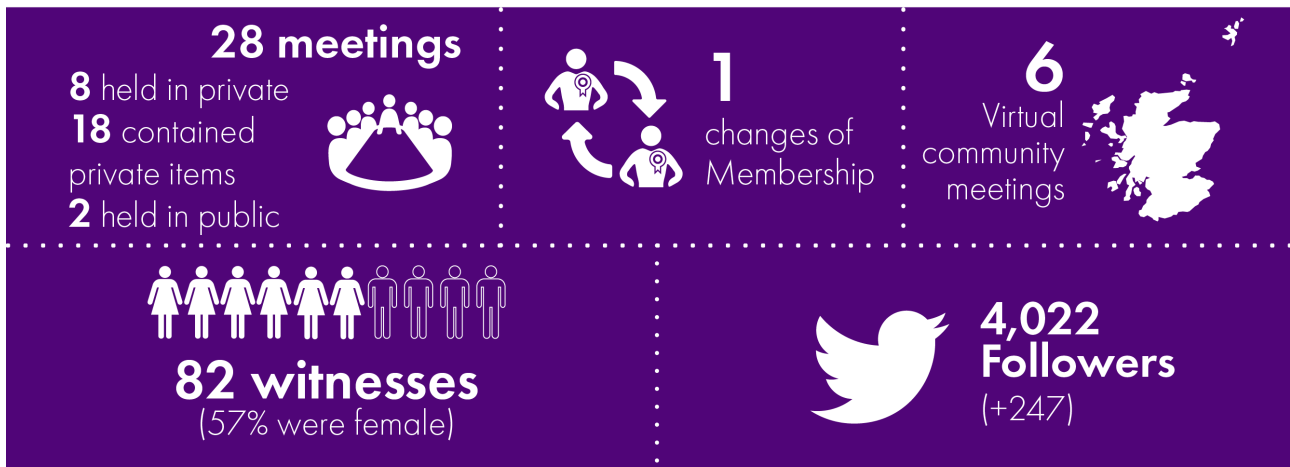 28 meetings
8 held in private
18 contained
private items
2 held in public
1
changes of
Membership
6
Virtual
community
meetings
82 witnesses
(57% were female)
4,022
Followers
(+247)